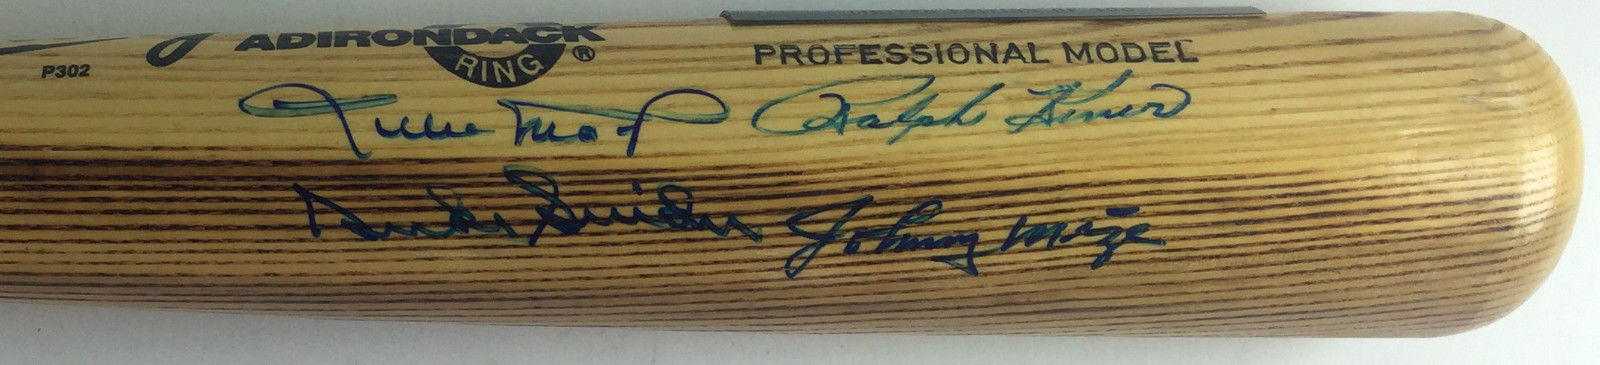 ADIRONDACK
RING ®
P302
PROFESSIONAL MODEL
Willie Mays Ralph Kiner
Duke Snider Johnny Mize